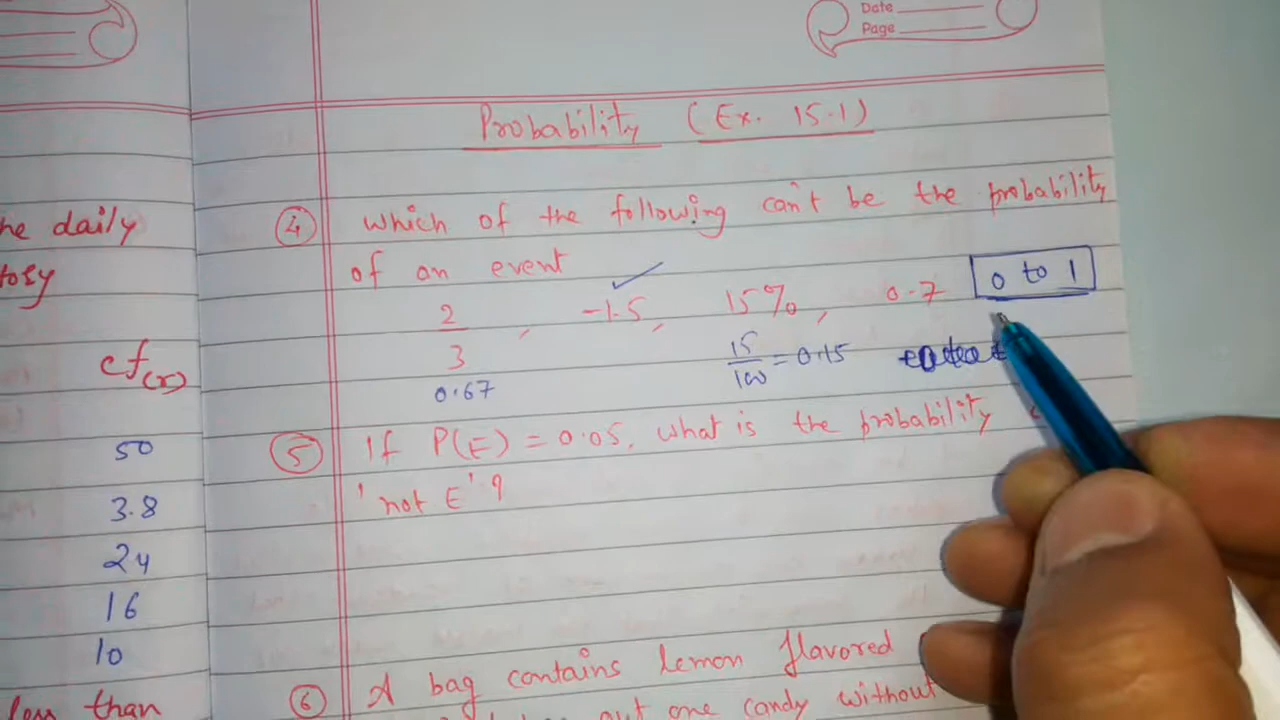 Date
Page
Probability (Ex. 15.1)
he daily
tory
cf(x)
50
3.8
24
16
10
less than
④ which of the following can't be the probability
of an event
2/3, -1.5, 15%, 0.7 0 to 1
0.67 15/100 = 0.15
⑤ If P(E) = 0.05, what is the probability
'not E' ?
⑥ A bag contains lemon flavored
out one candy without